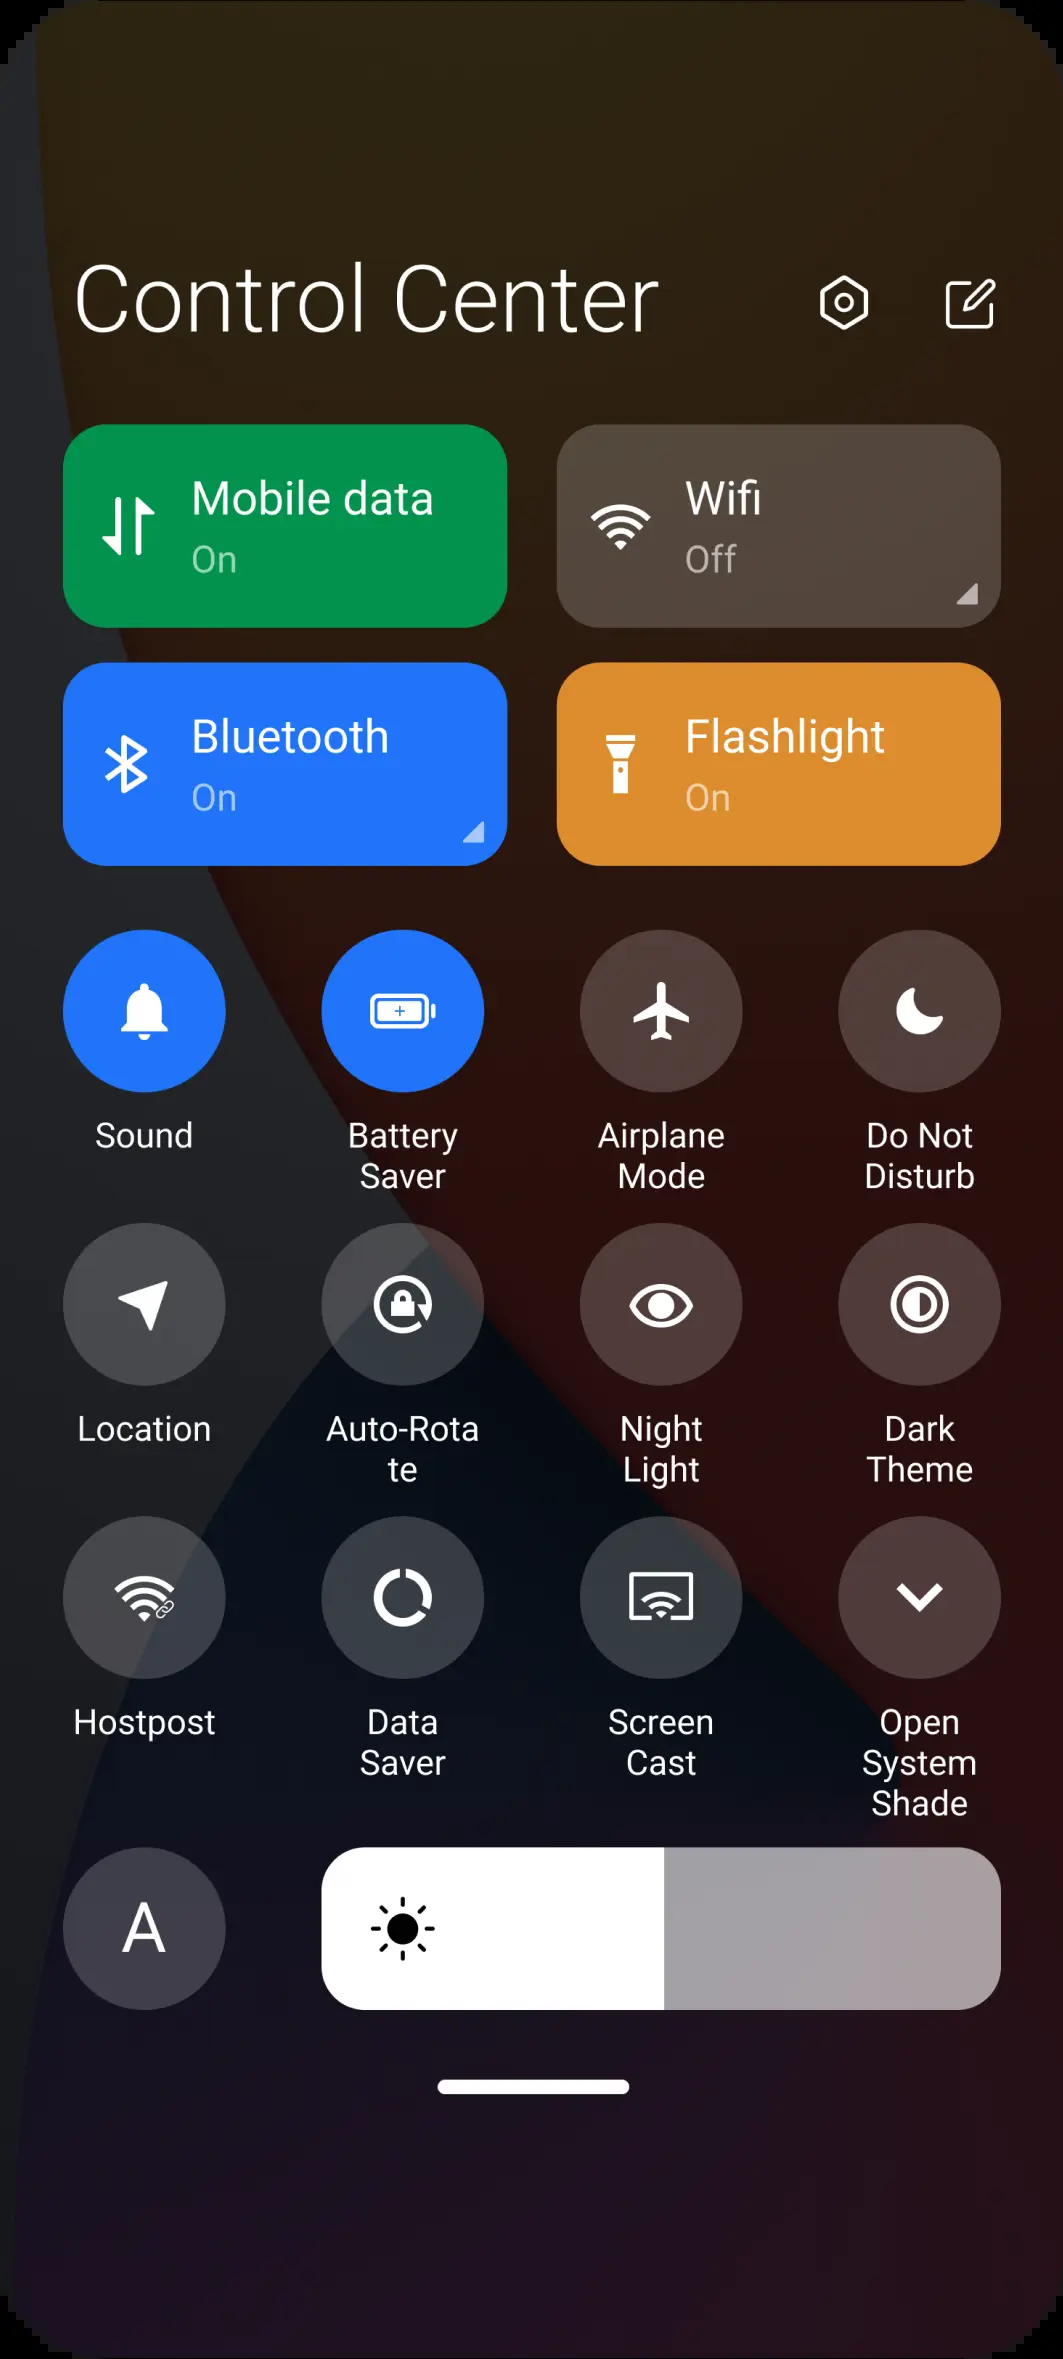 Control Center
Mobile data
On
Wifi
Off
Bluetooth
On
Flashlight
On
Sound
Battery
Saver
Airplane
Mode
Do Not
Disturb
Location
Auto-Rota
te
Night
Light
Dark
Theme
Hostpost
Data
Saver
Screen
Cast
Open
System
Shade
A